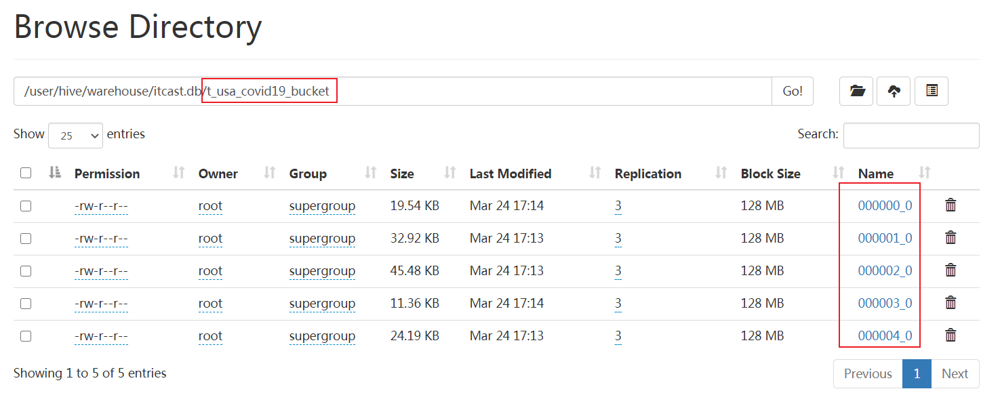 Browse Directory
/user/hive/warehouse/itcast.db/t_usa_covid19_bucket Go!
Show 25 entries Search:
Permission Owner Group Size Last Modified Replication Block Size Name
-rw-r--r-- root supergroup 19.54 KB Mar 24 17:14 3 128 MB 000000_0
-rw-r--r-- root supergroup 32.92 KB Mar 24 17:13 3 128 MB 000001_0
-rw-r--r-- root supergroup 45.48 KB Mar 24 17:13 3 128 MB 000002_0
-rw-r--r-- root supergroup 11.36 KB Mar 24 17:14 3 128 MB 000003_0
-rw-r--r-- root supergroup 24.19 KB Mar 24 17:13 3 128 MB 000004_0
Showing 1 to 5 of 5 entries Previous 1 Next